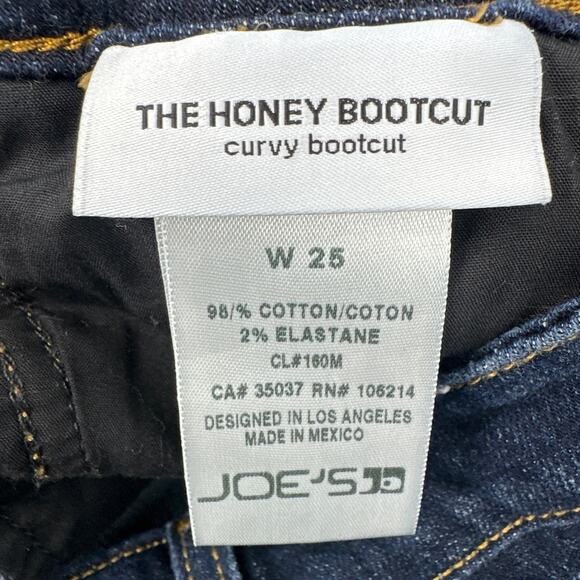 THE HONEY BOOTCUT
curvy bootcut
W 25
98/% COTTON/COTON
2% ELASTANE
CL#160M
CA# 35037 RN# 106214
DESIGNED IN LOS ANGELES
MADE IN MEXICO
JOE'S